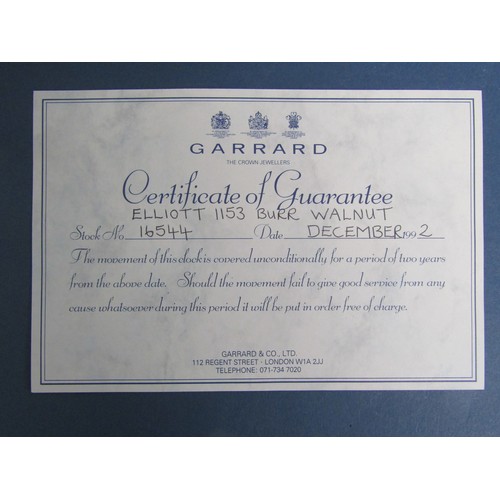 GARRARD
THE CROWN JEWELLERS
Certificate of Guarantee
ELLIOTT 1153 BURR WALNUT
Stock No 16544 Date DECEMBER 1992
The movement of this clock is covered unconditionally for a period of two years
from the above date. Should the movement fail to give good service from any
cause whatsoever during this period it will be put in order free of charge.
GARRARD & CO., LTD.
112 REGENT STREET · LONDON W1A 2JJ
TELEPHONE: 071-734 7020